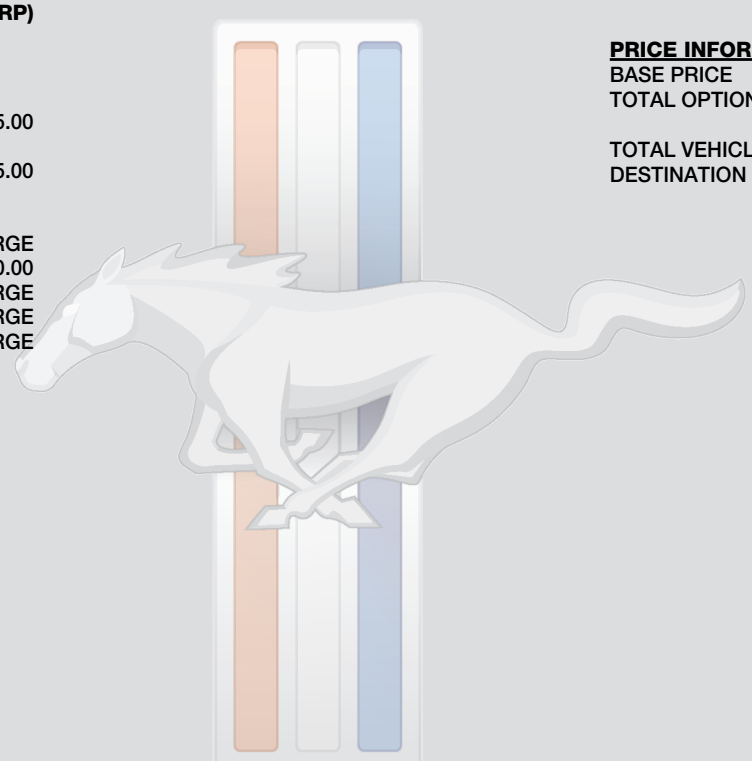 RP)
5.00
5.00
RGE
0.00
RGE
RGE
RGE
PRICE INFOR
BASE PRICE
TOTAL OPTION
TOTAL VEHICL
DESTINATION